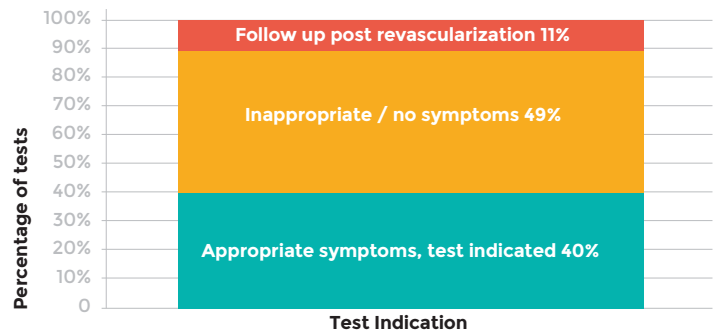 Percentage of tests
100%
90%
80%
70%
60%
50%
40%
30%
20%
10%
0
Follow up post revascularization 11%
Inappropriate / no symptoms 49%
Appropriate symptoms, test indicated 40%
Test Indication